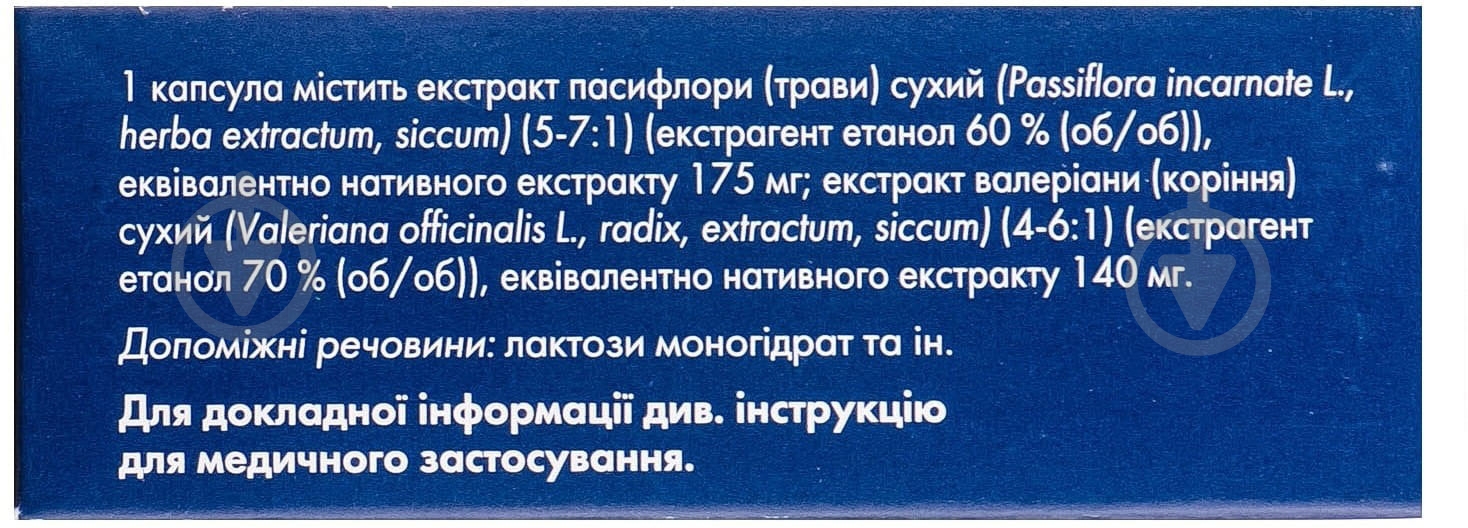 1 капсула містить екстракт пасифлори (трави) сухий (Passiflora incarnate L.,
herba extractum, siccum) (5-7:1) (екстрагент етанол 60 % (об/об)),
еквівалентно нативного екстракту 175 мг; екстракт валеріани (коріння)
сухий (Valeriana officinalis L., radix, extractum, siccum) (4-6:1) (екстрагент
етанол 70 % (об/об)), еквівалентно нативного екстракту 140 мг.
Допоміжні речовини: лактози моногідрат та ін.
Для докладної інформації див. інструкцію
для медичного застосування.